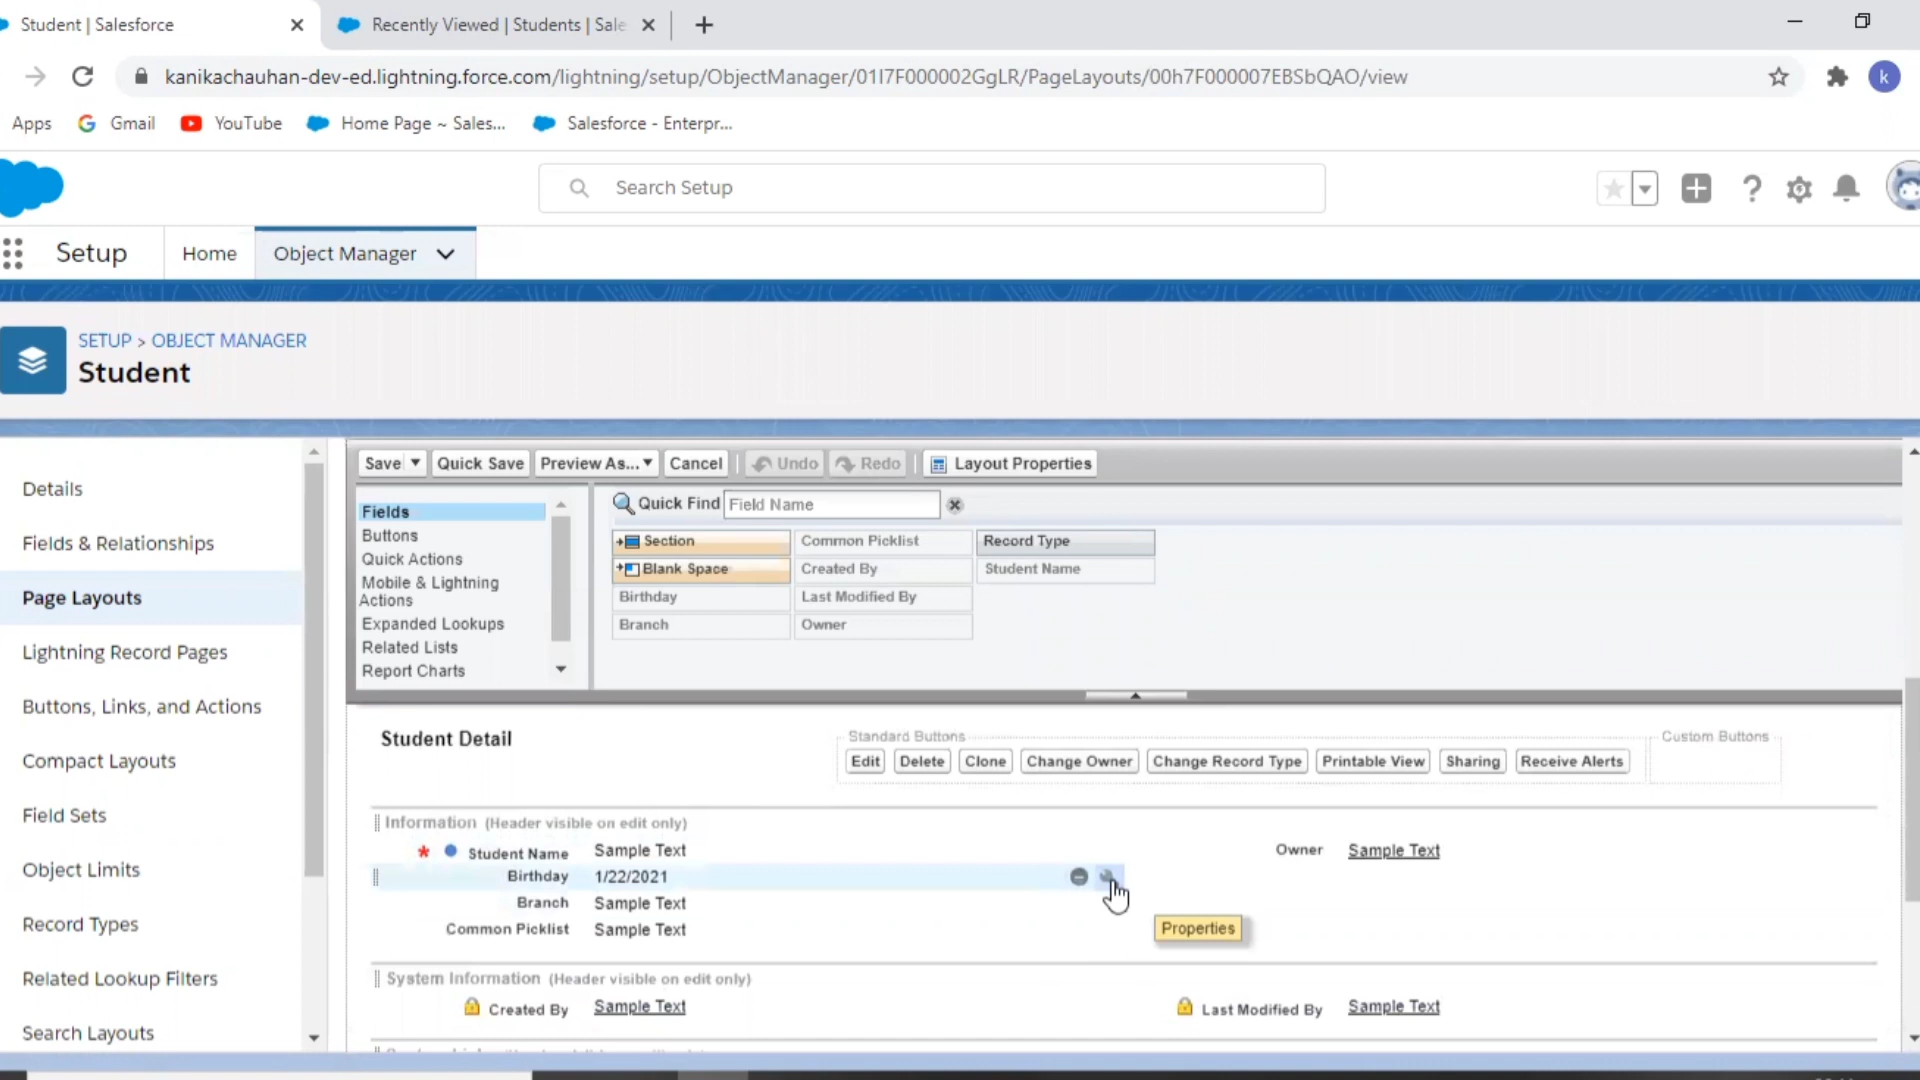 Student | Salesforce
Recently Viewed | Students | Sale
kanikachauhan-dev-ed.lightning.force.com/lightning/setup/ObjectManager/01I7F000002GgLR/PageLayouts/00h7F000007EBSbQAO/view
k
Apps
Gmail
YouTube
Home Page ~ Sales...
Salesforce - Enterpr...
Search Setup
Setup
Home
Object Manager
SETUP > OBJECT MANAGER
Student
Details
Fields & Relationships
Page Layouts
Lightning Record Pages
Buttons, Links, and Actions
Compact Layouts
Field Sets
Object Limits
Record Types
Related Lookup Filters
Search Layouts
Save
Quick Save
Preview As...
Cancel
Undo
Redo
Layout Properties
Fields
Buttons
Quick Actions
Mobile & Lightning
Actions
Expanded Lookups
Related Lists
Report Charts
Quick Find
Field Name
Section
Common Picklist
Record Type
Blank Space
Created By
Student Name
Birthday
Last Modified By
Branch
Owner
Student Detail
Standard Buttons
Edit
Delete
Clone
Change Owner
Change Record Type
Printable View
Sharing
Receive Alerts
Custom Buttons
Information (Header visible on edit only)
* Student Name Sample Text
Owner Sample Text
Birthday 1/22/2021
Branch Sample Text
Common Picklist Sample Text
Properties
System Information (Header visible on edit only)
Created By Sample Text
Last Modified By Sample Text